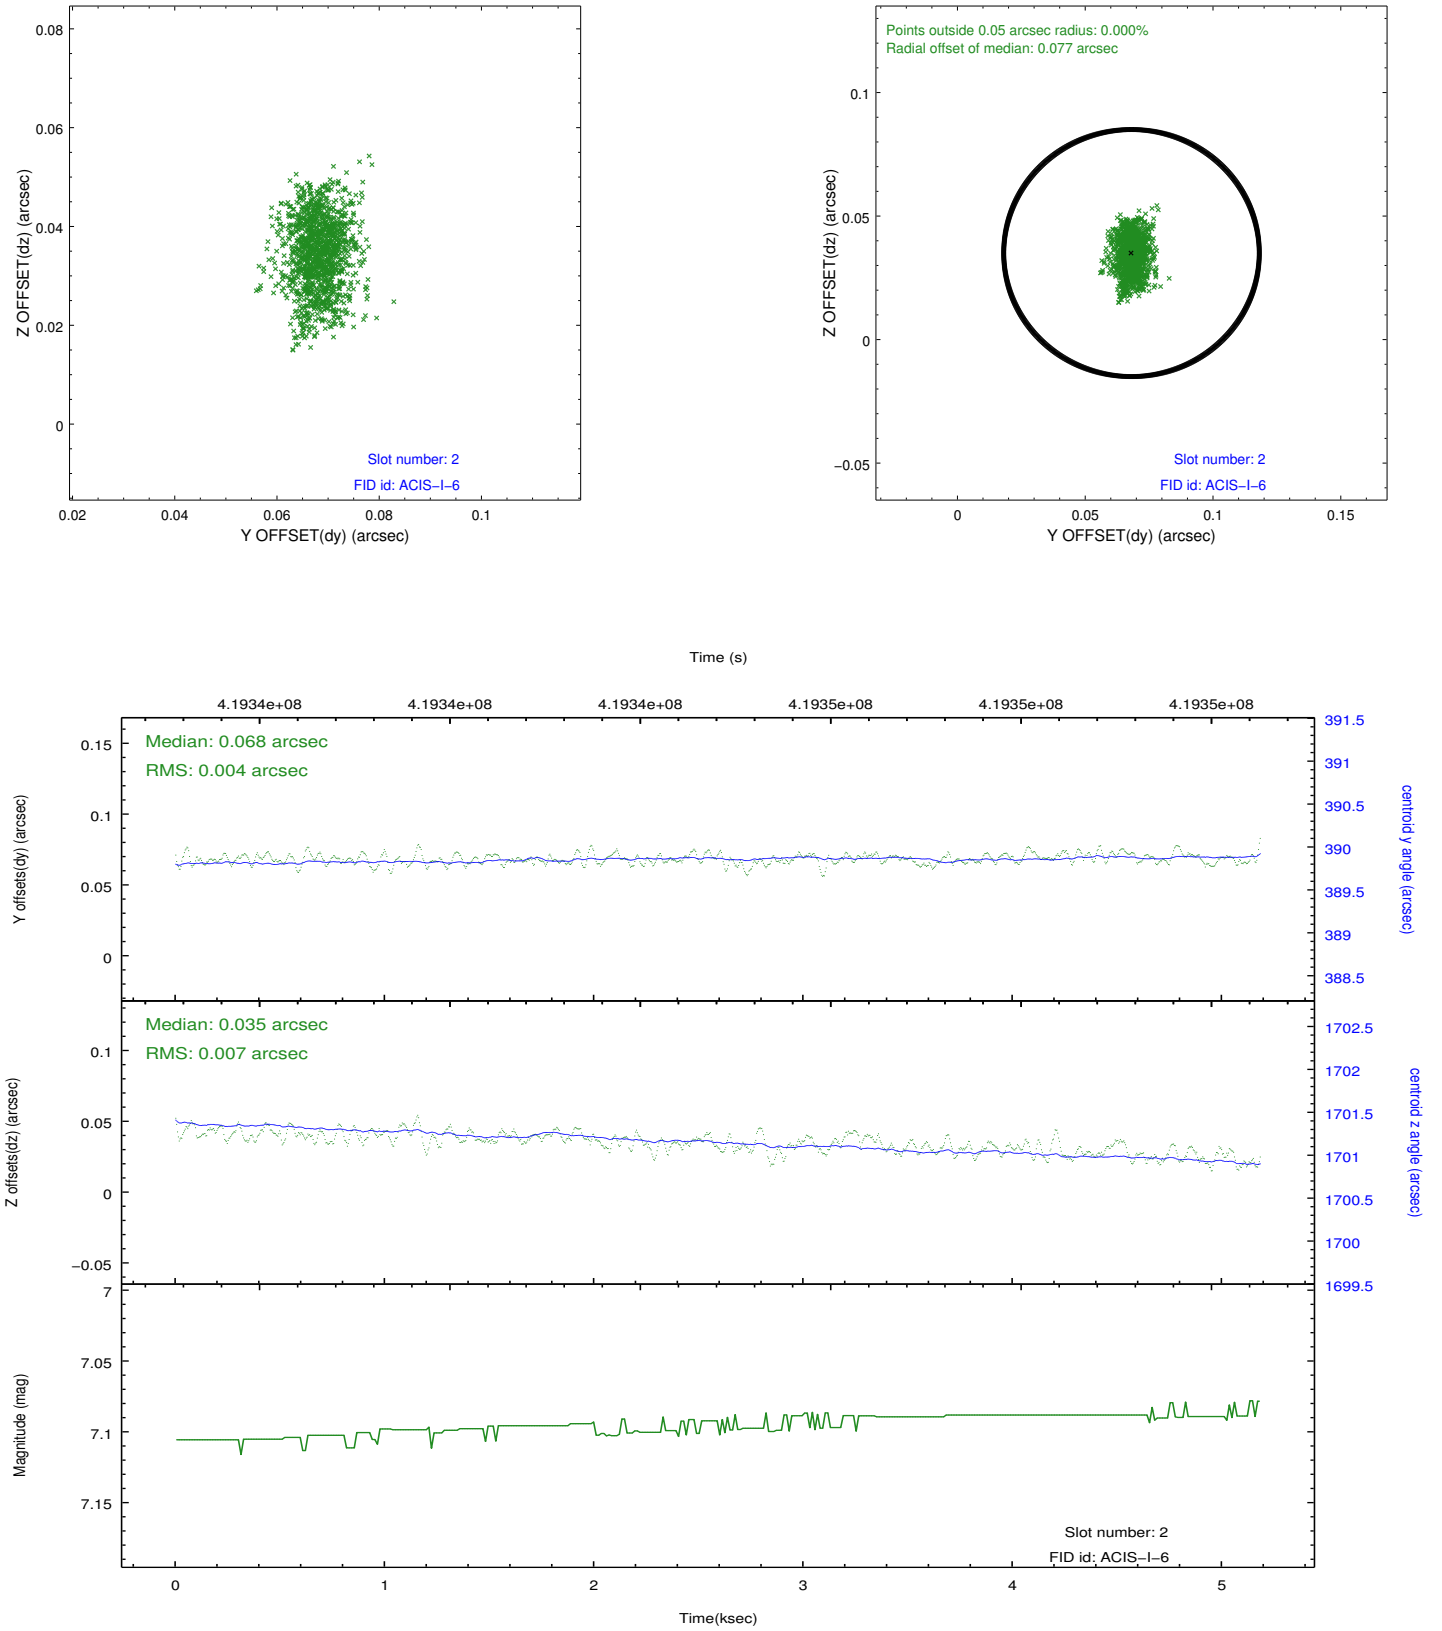 0.08
0.06
0.04
0.02
0
Z OFFSET(dz) (arcsec)
Slot number: 2
FID id: ACIS−I−6
0.02 0.04 0.06 0.08 0.1
Y OFFSET(dy) (arcsec)
Points outside 0.05 arcsec radius: 0.000%
Radial offset of median: 0.077 arcsec
0.1
0.05
0
−0.05
Z OFFSET(dz) (arcsec)
Slot number: 2
FID id: ACIS−I−6
0 0.05 0.1 0.15
Y OFFSET(dy) (arcsec)
Time (s)
4.1934e+08 4.1934e+08 4.1934e+08 4.1935e+08 4.1935e+08 4.1935e+08
Median: 0.068 arcsec
RMS: 0.004 arcsec
0.15
0.1
0.05
0
Y offsets(dy) (arcsec)
391.5
391
390.5
390
389.5
389
388.5
centroid y angle (arcsec)
Median: 0.035 arcsec
RMS: 0.007 arcsec
0.1
0.05
0
−0.05
Z offsets(dz) (arcsec)
1702.5
1702
1701.5
1701
1700.5
1700
1699.5
centroid z angle (arcsec)
7
7.05
7.1
7.15
Magnitude (mag)
Slot number: 2
FID id: ACIS−I−6
0 1 2 3 4 5
Time(ksec)